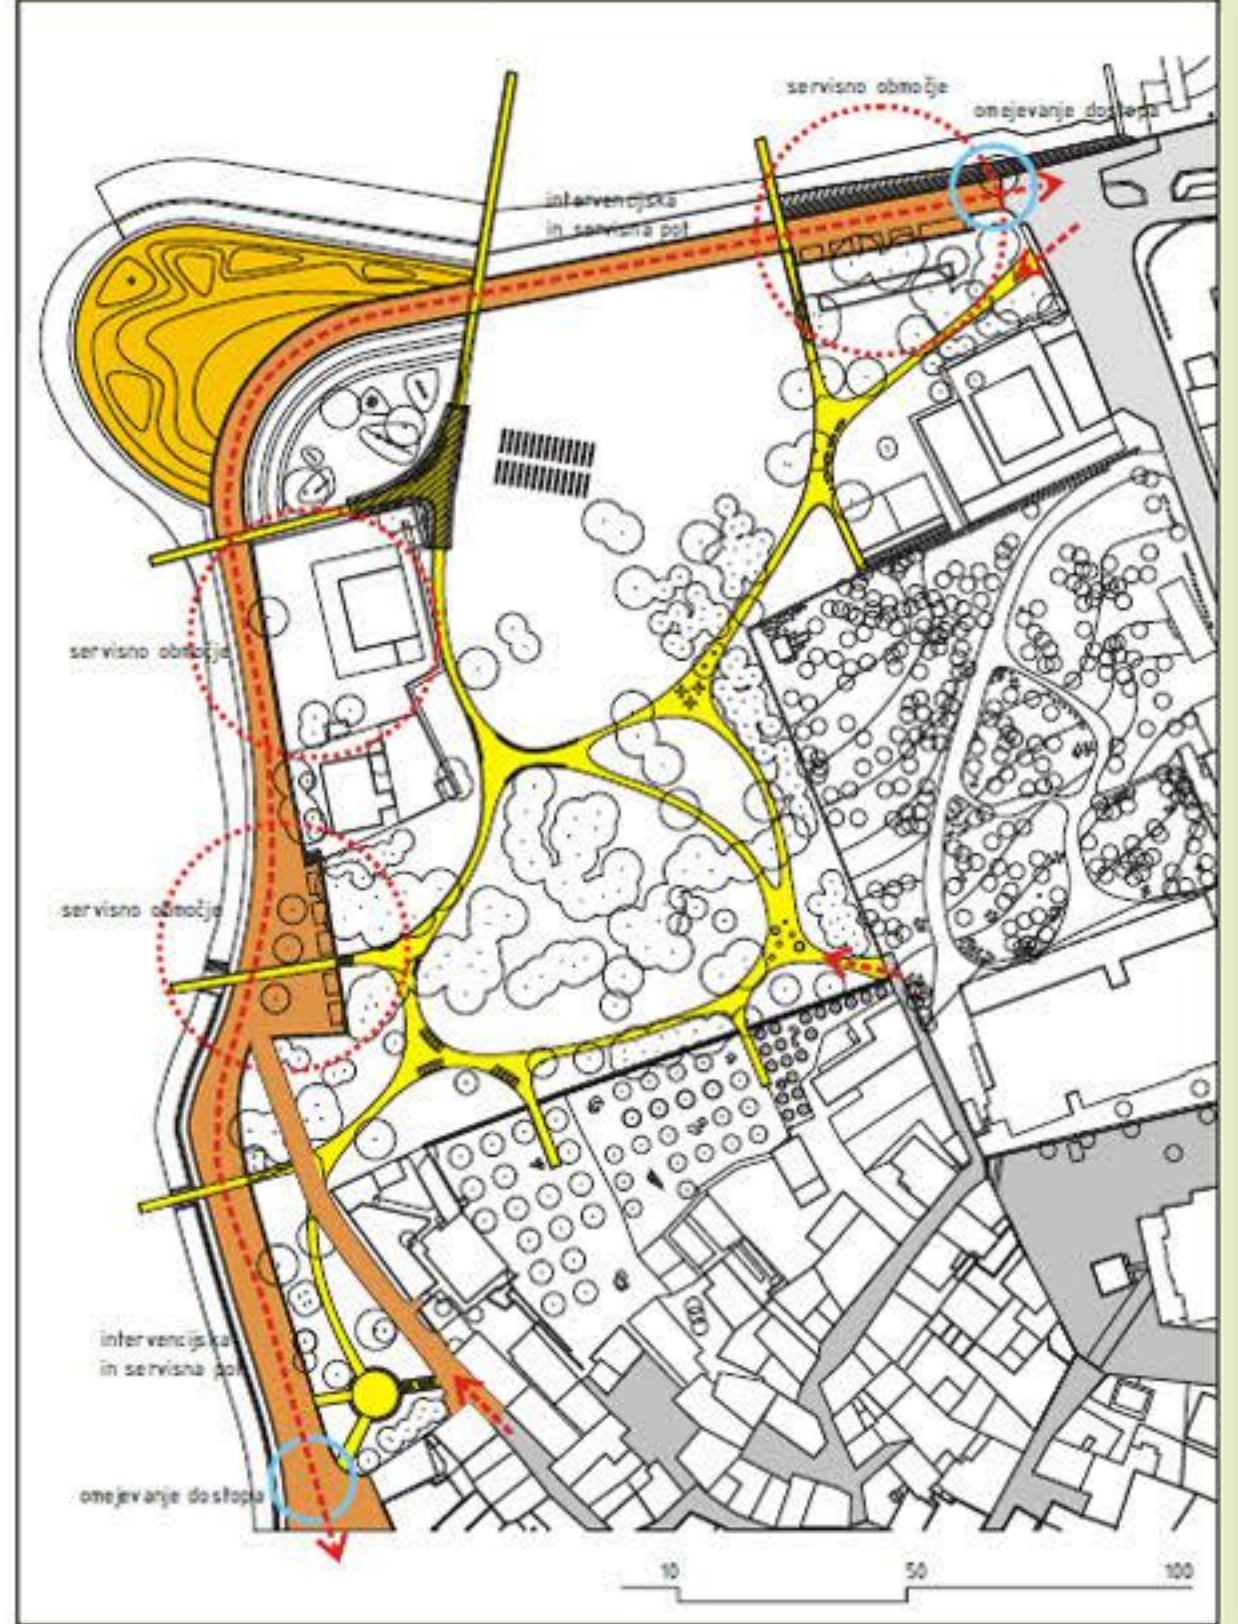 servisno območje
omejevanje dostopa
intervencijska
in servisna pot
servisno območje
servisno območje
intervencijska
in servisna pot
omejevanje dostopa
10 50 100